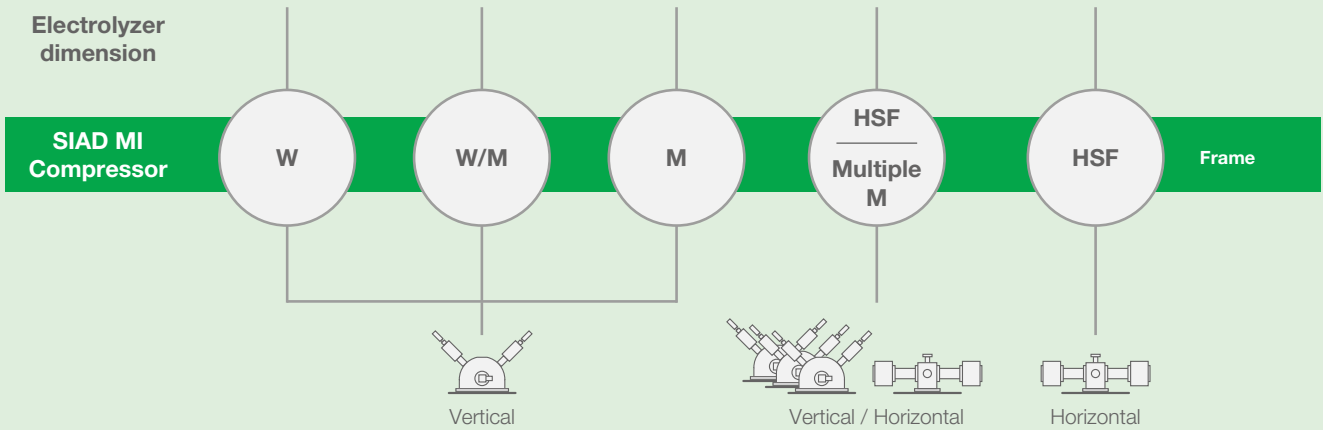 Electrolyzer
dimension
SIAD MI
Compressor
W
W/M
M
HSF
Multiple
M
HSF
Frame
Vertical
Vertical / Horizontal
Horizontal